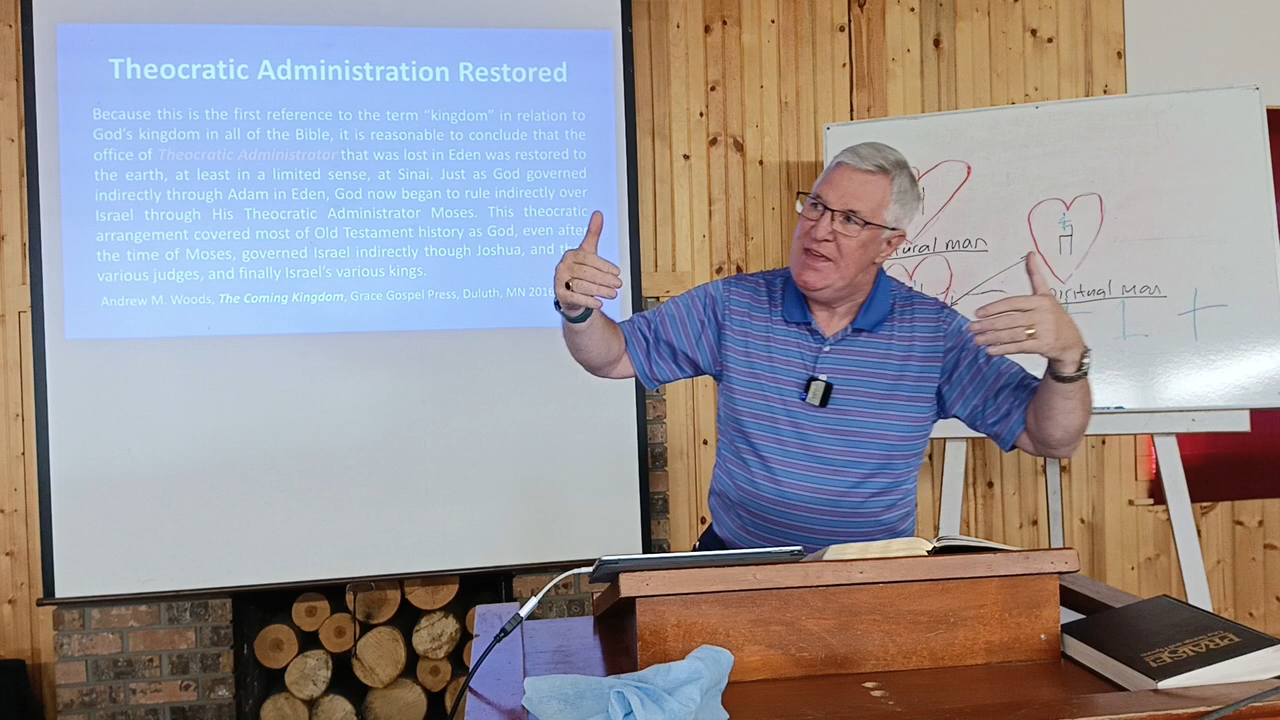 Theocratic Administration Restored
Because this is the first reference to the term “kingdom” in relation to
God’s kingdom in all of the Bible, it is reasonable to conclude that the
office of Theocratic Administrator that was lost in Eden was restored to
the earth, at least in a limited sense, at Sinai. Just as God governed
indirectly through Adam in Eden, God now began to rule indirectly over
Israel through His Theocratic Administrator Moses. This theocratic
arrangement covered most of Old Testament history as God, even after
the time of Moses, governed Israel indirectly though Joshua, and
various judges, and finally Israel’s various kings.
Andrew M. Woods, The Coming Kingdom, Grace Gospel Press, Duluth, MN 2016
man
man
PRAISE!